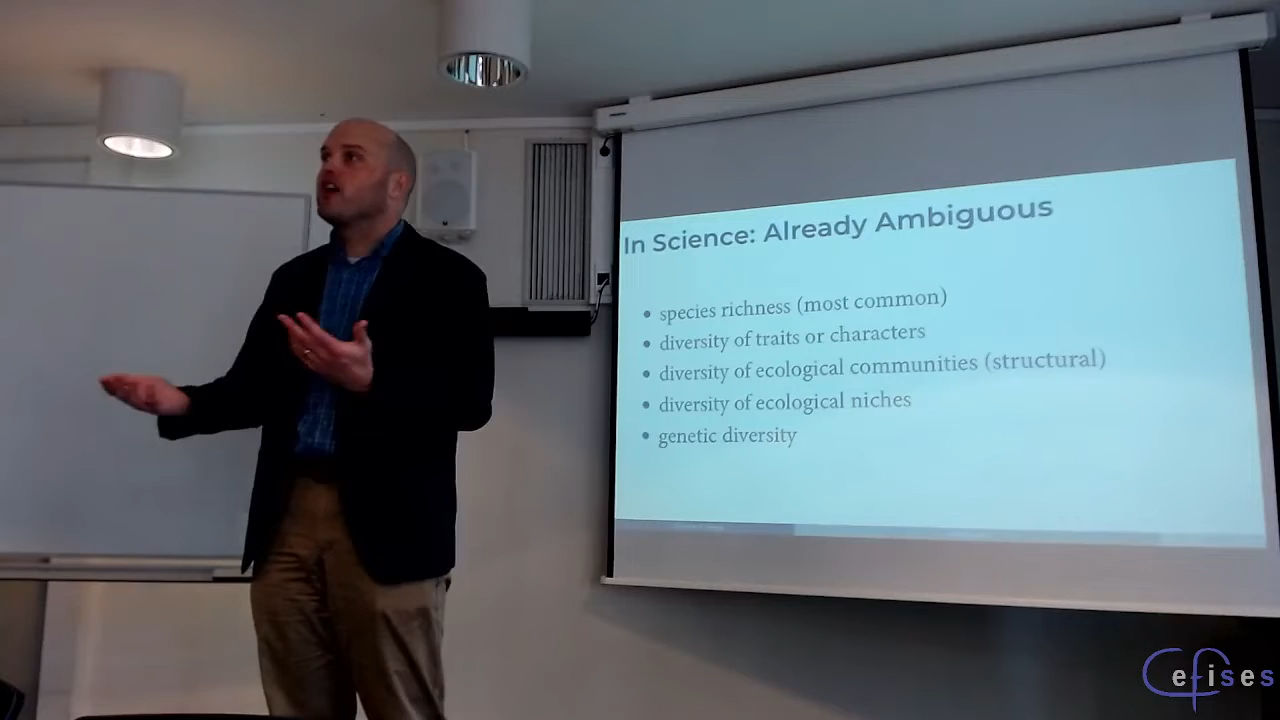 In Science: Already Ambiguous
• species richness (most common)
• diversity of traits or characters
• diversity of ecological communities (structural)
• diversity of ecological niches
• genetic diversity
Cefises